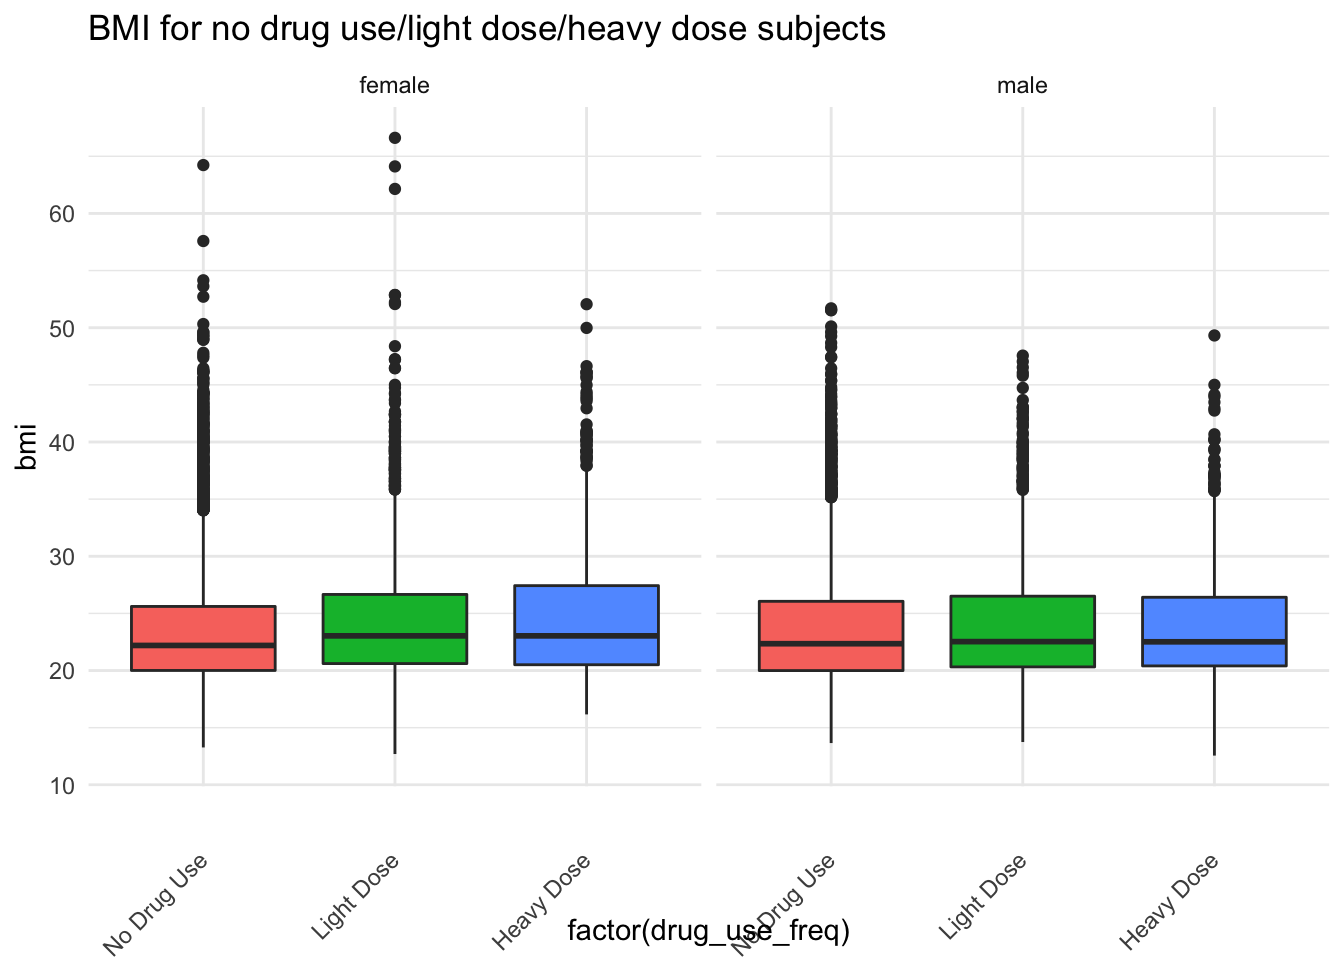 BMI for no drug use/light dose/heavy dose subjects
female
male
60
50
40
30
20
10
bmi
No Drug Use
Light Dose
Heavy Dose
No Drug Use
Light Dose
Heavy Dose
factor(drug_use_freq)